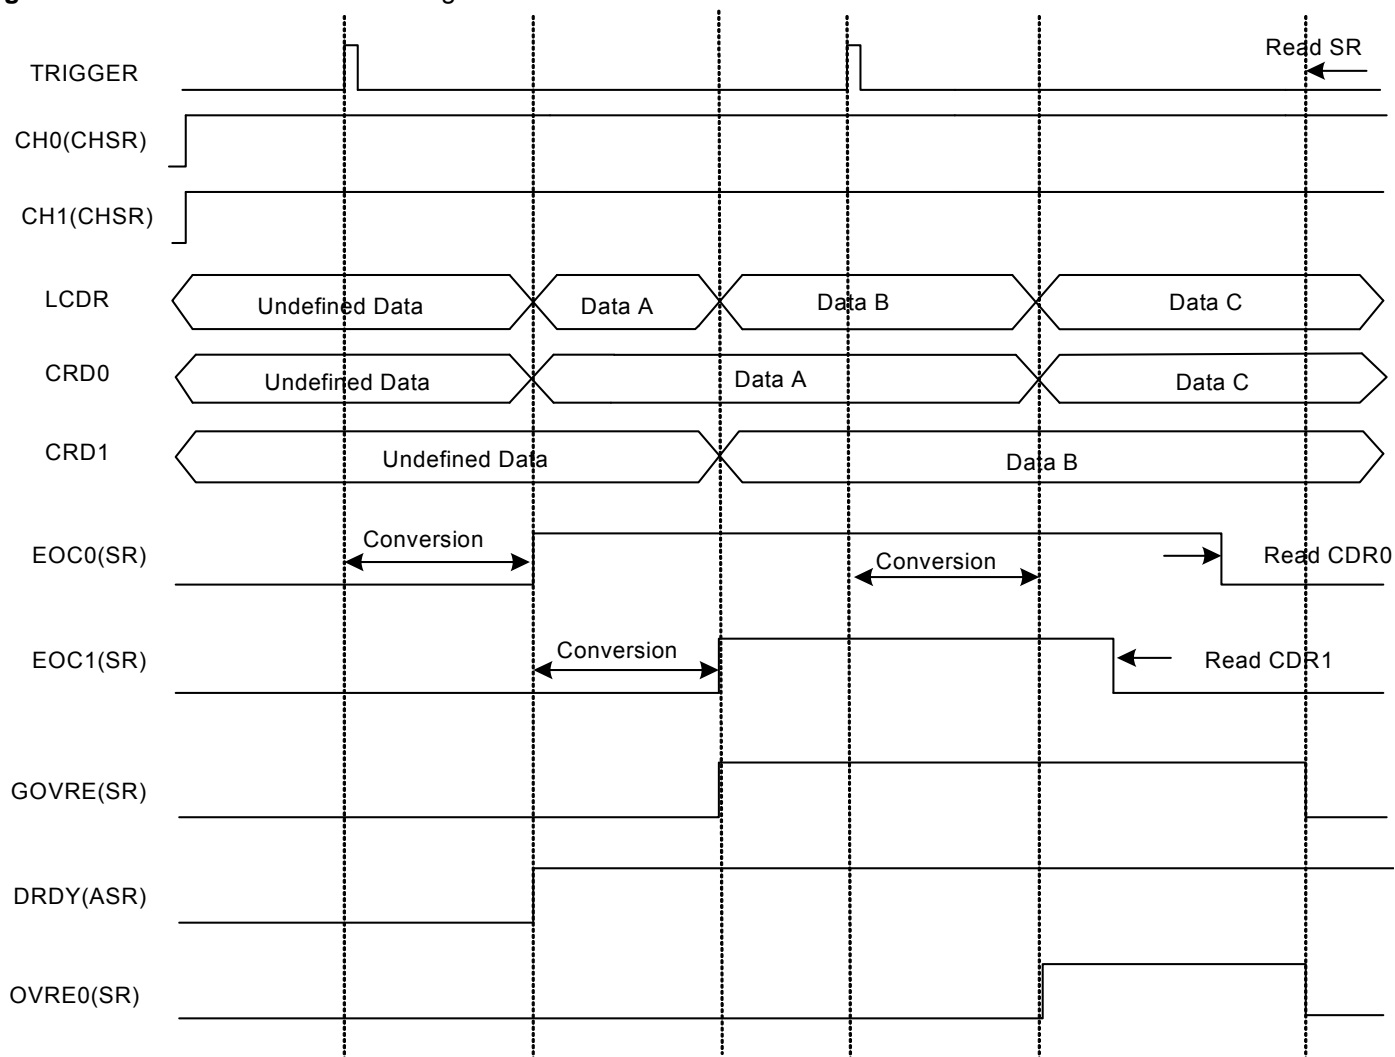 TRIGGER
Read SR
CH0(CHSR)
CH1(CHSR)
LCDR
Undefined Data
Data A
Data B
Data C
CRD0
Undefined Data
Data A
Data C
CRD1
Undefined Data
Data B
EOC0(SR)
Conversion
Conversion
Read CDR0
EOC1(SR)
Conversion
Read CDR1
GOVRE(SR)
DRDY(ASR)
OVRE0(SR)